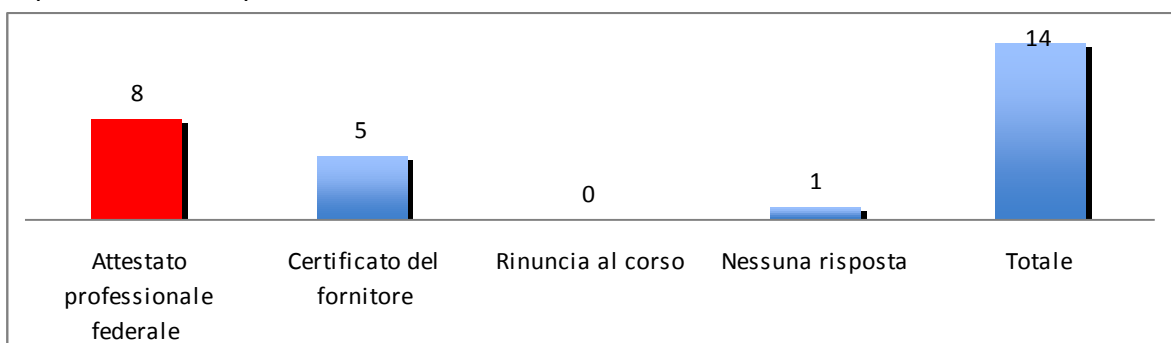 14
8
5
1
0
Attestato professionale federale
Certificato del fornitore
Rinuncia al corso
Nessuna risposta
Totale